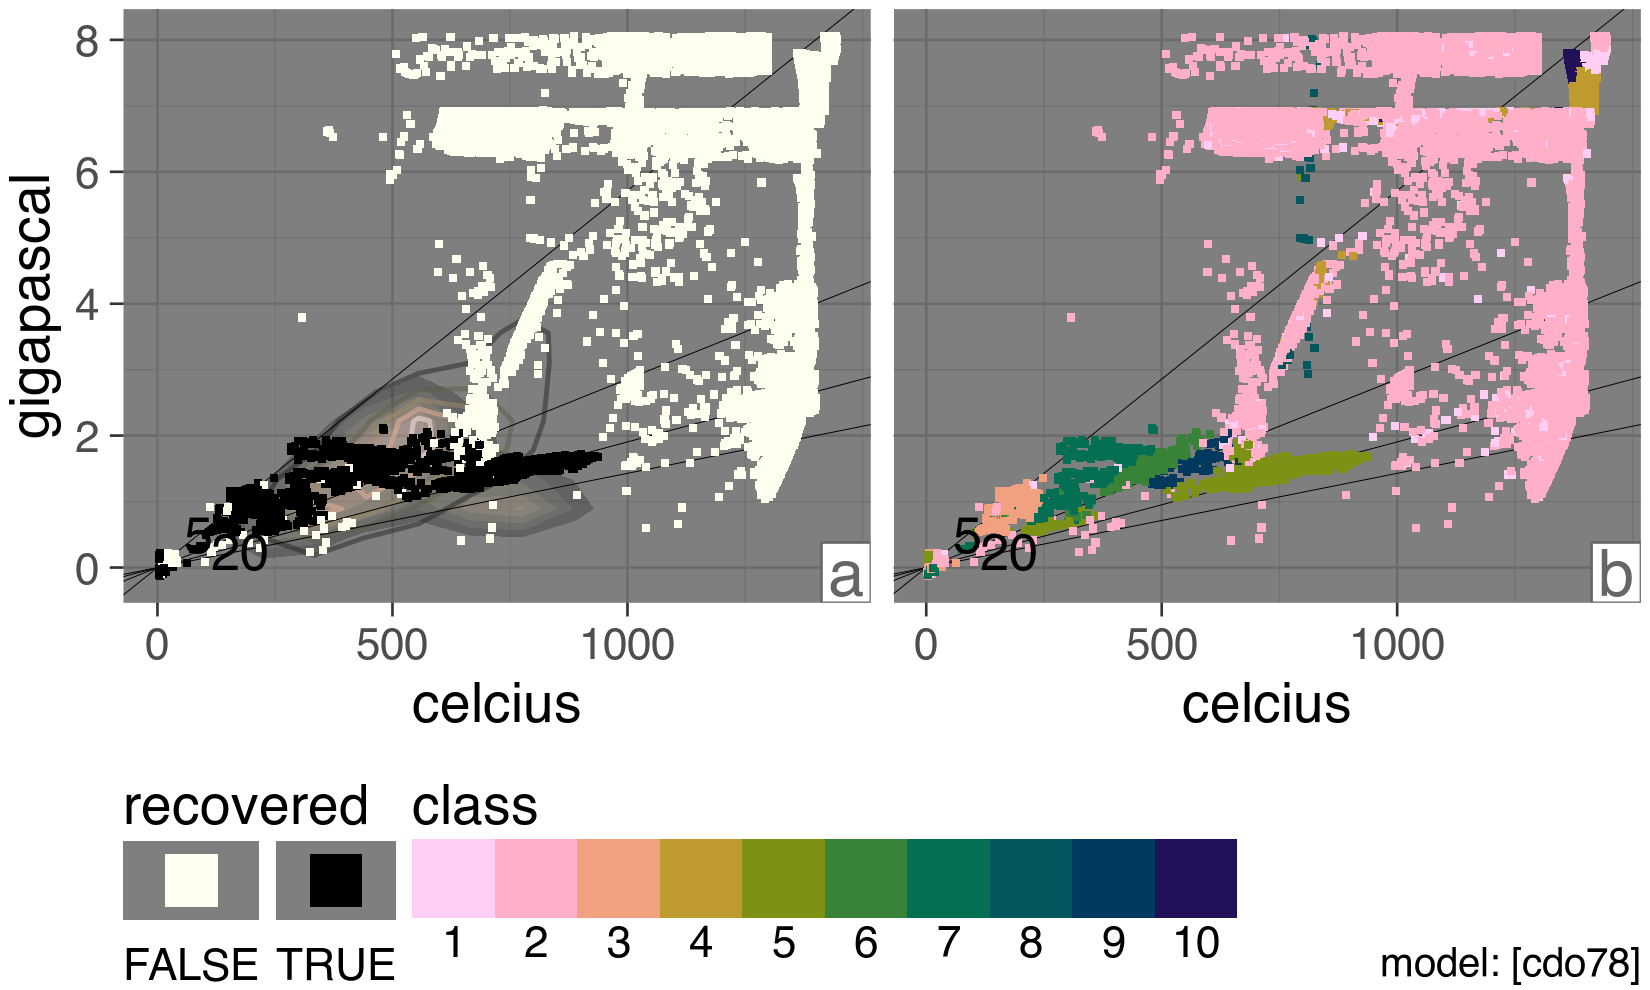 gigapascal
8
6
4
2
0
5
20
a
5
20
b
0 500 1000
0 500 1000
celcius
celcius
recovered
FALSE TRUE
class
1 2 3 4 5 6 7 8 9 10
model: [cdo78]